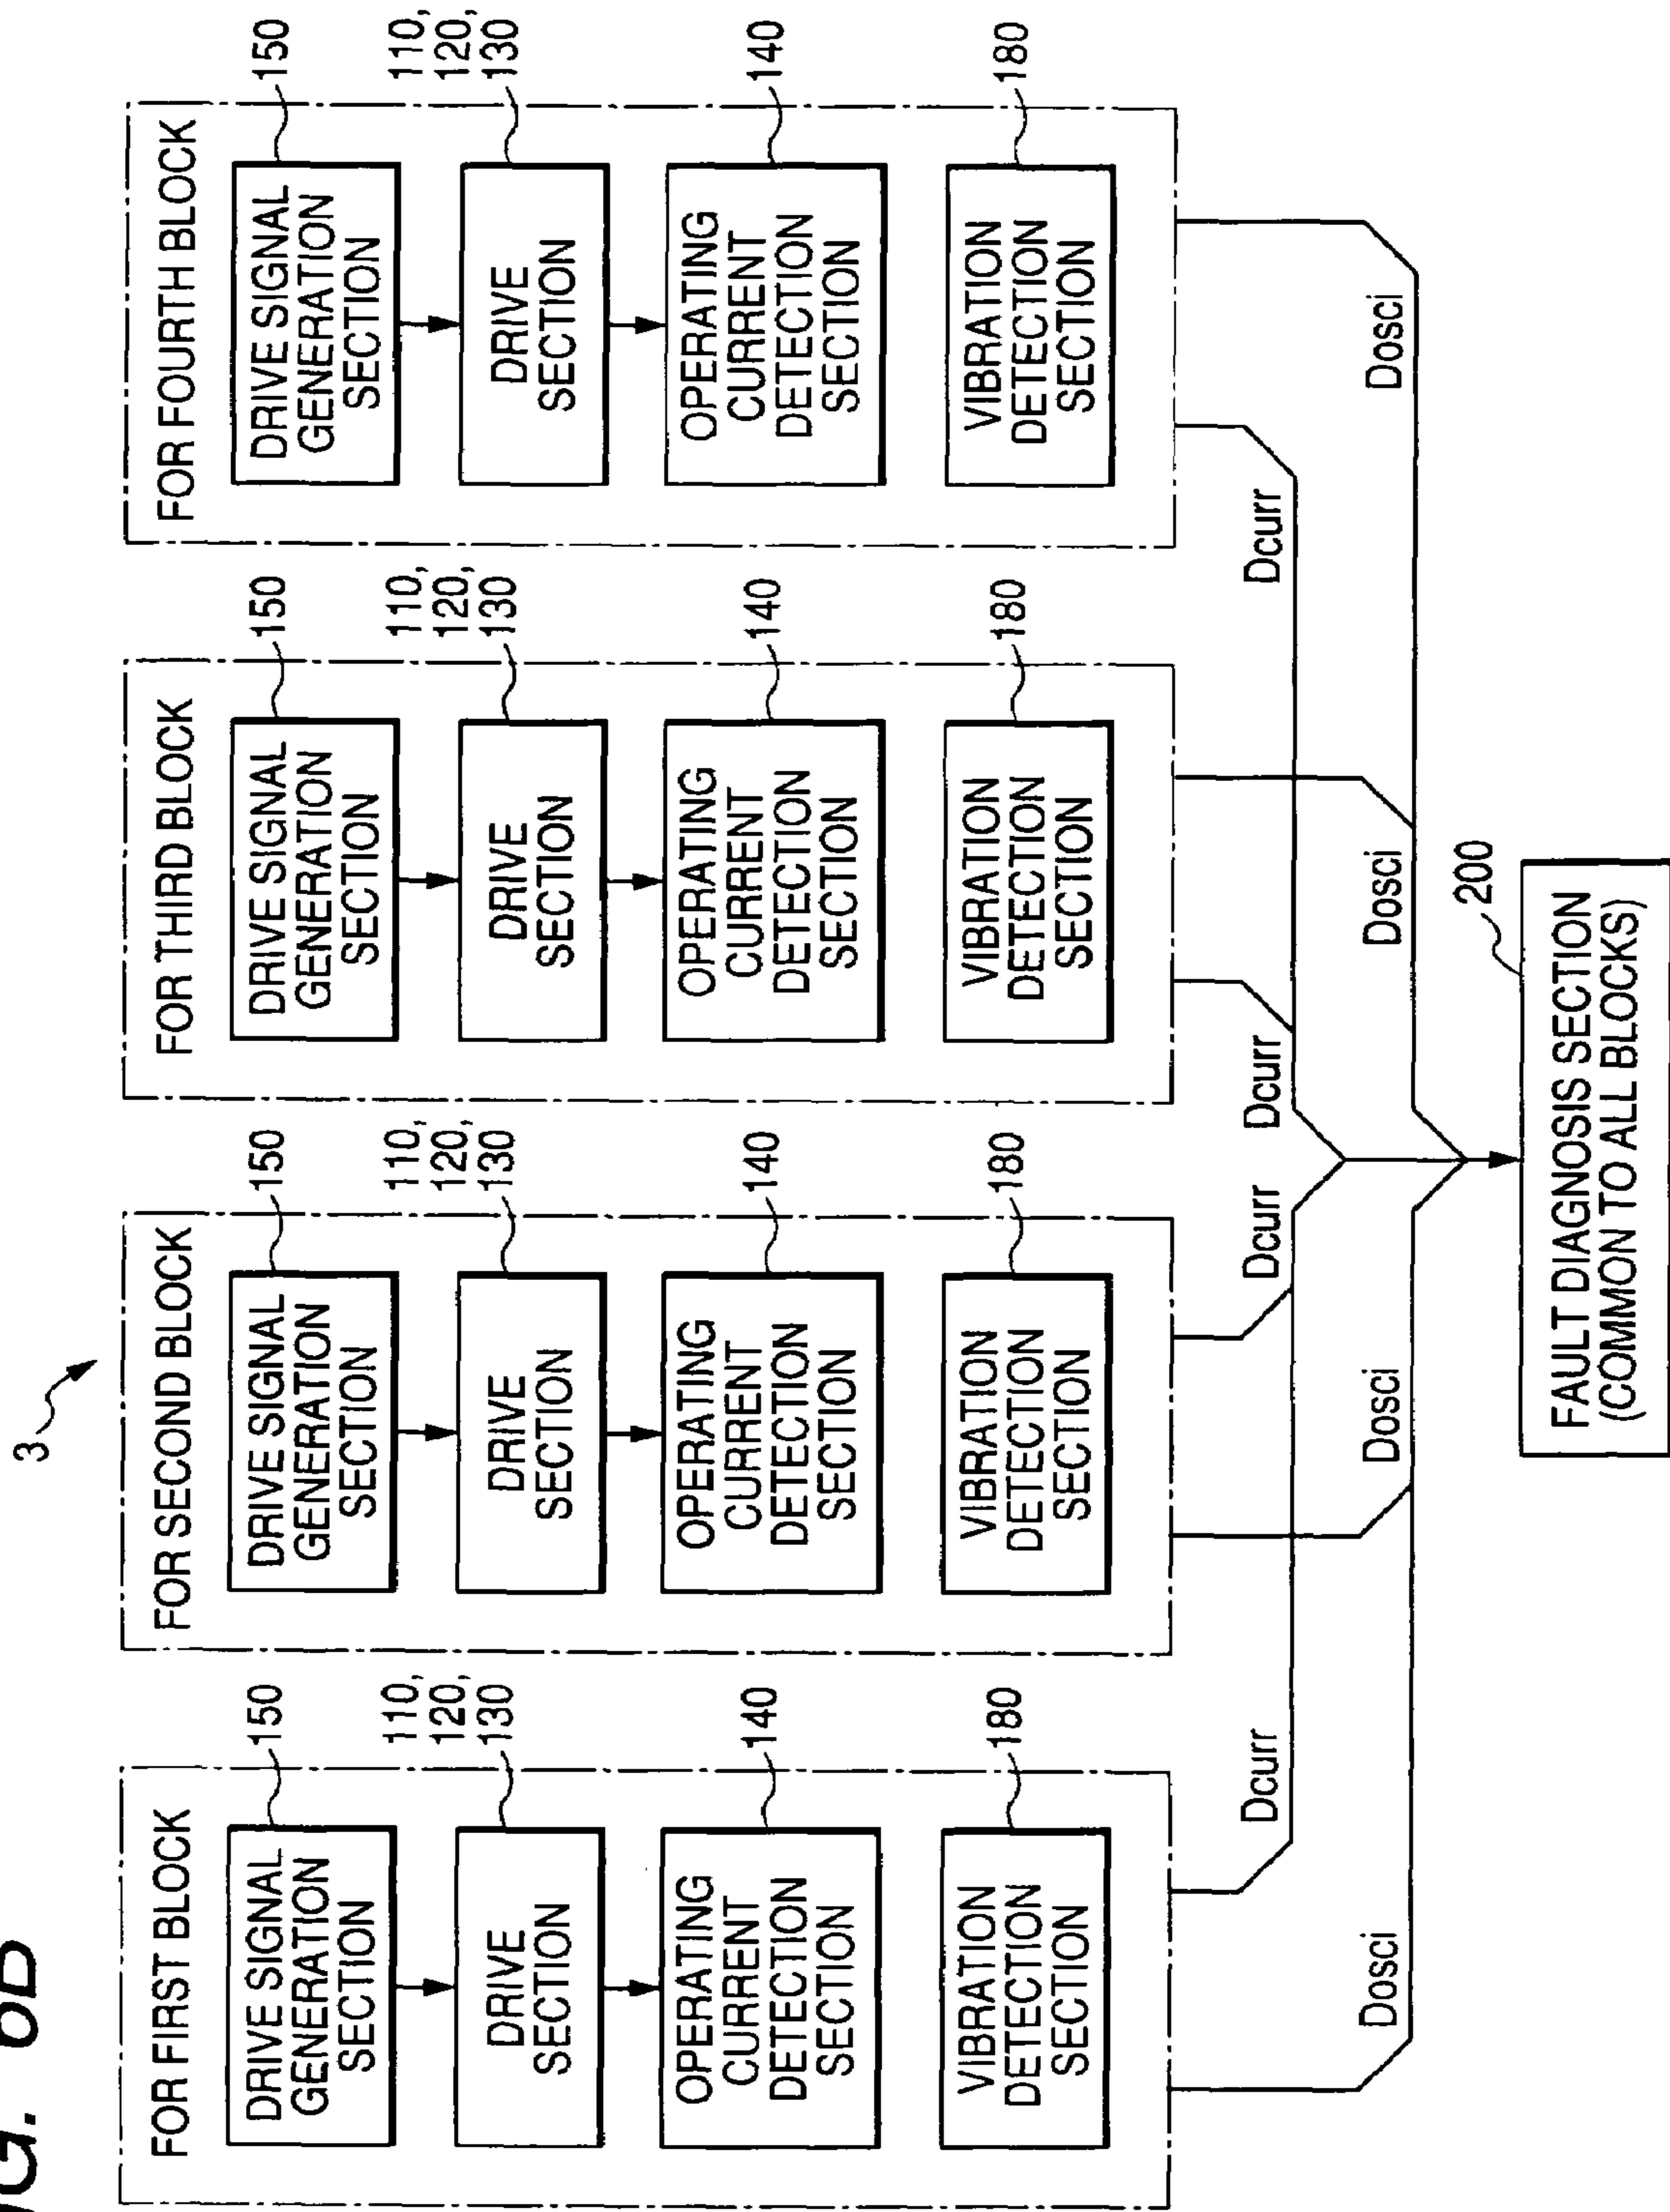 G. 6B
3
FOR FIRST BLOCK
DRIVE SIGNAL
GENERATION
SECTION
150
DRIVE
SECTION
110,
120,
130
OPERATING
CURRENT
DETECTION
SECTION
140
VIBRATION
DETECTION
SECTION
180
FOR SECOND BLOCK
DRIVE SIGNAL
GENERATION
SECTION
150
DRIVE
SECTION
110,
120,
130
OPERATING
CURRENT
DETECTION
SECTION
140
VIBRATION
DETECTION
SECTION
180
FOR THIRD BLOCK
DRIVE SIGNAL
GENERATION
SECTION
150
DRIVE
SECTION
110,
120,
130
OPERATING
CURRENT
DETECTION
SECTION
140
VIBRATION
DETECTION
SECTION
180
FOR FOURTH BLOCK
DRIVE SIGNAL
GENERATION
SECTION
150
DRIVE
SECTION
110,
120,
130
OPERATING
CURRENT
DETECTION
SECTION
140
VIBRATION
DETECTION
SECTION
180
Dcurr
Dcurr
Dcurr
Dcurr
Dosci
Dosci
Dosci
Dosci
200
FAULT DIAGNOSIS SECTION
(COMMON TO ALL BLOCKS)